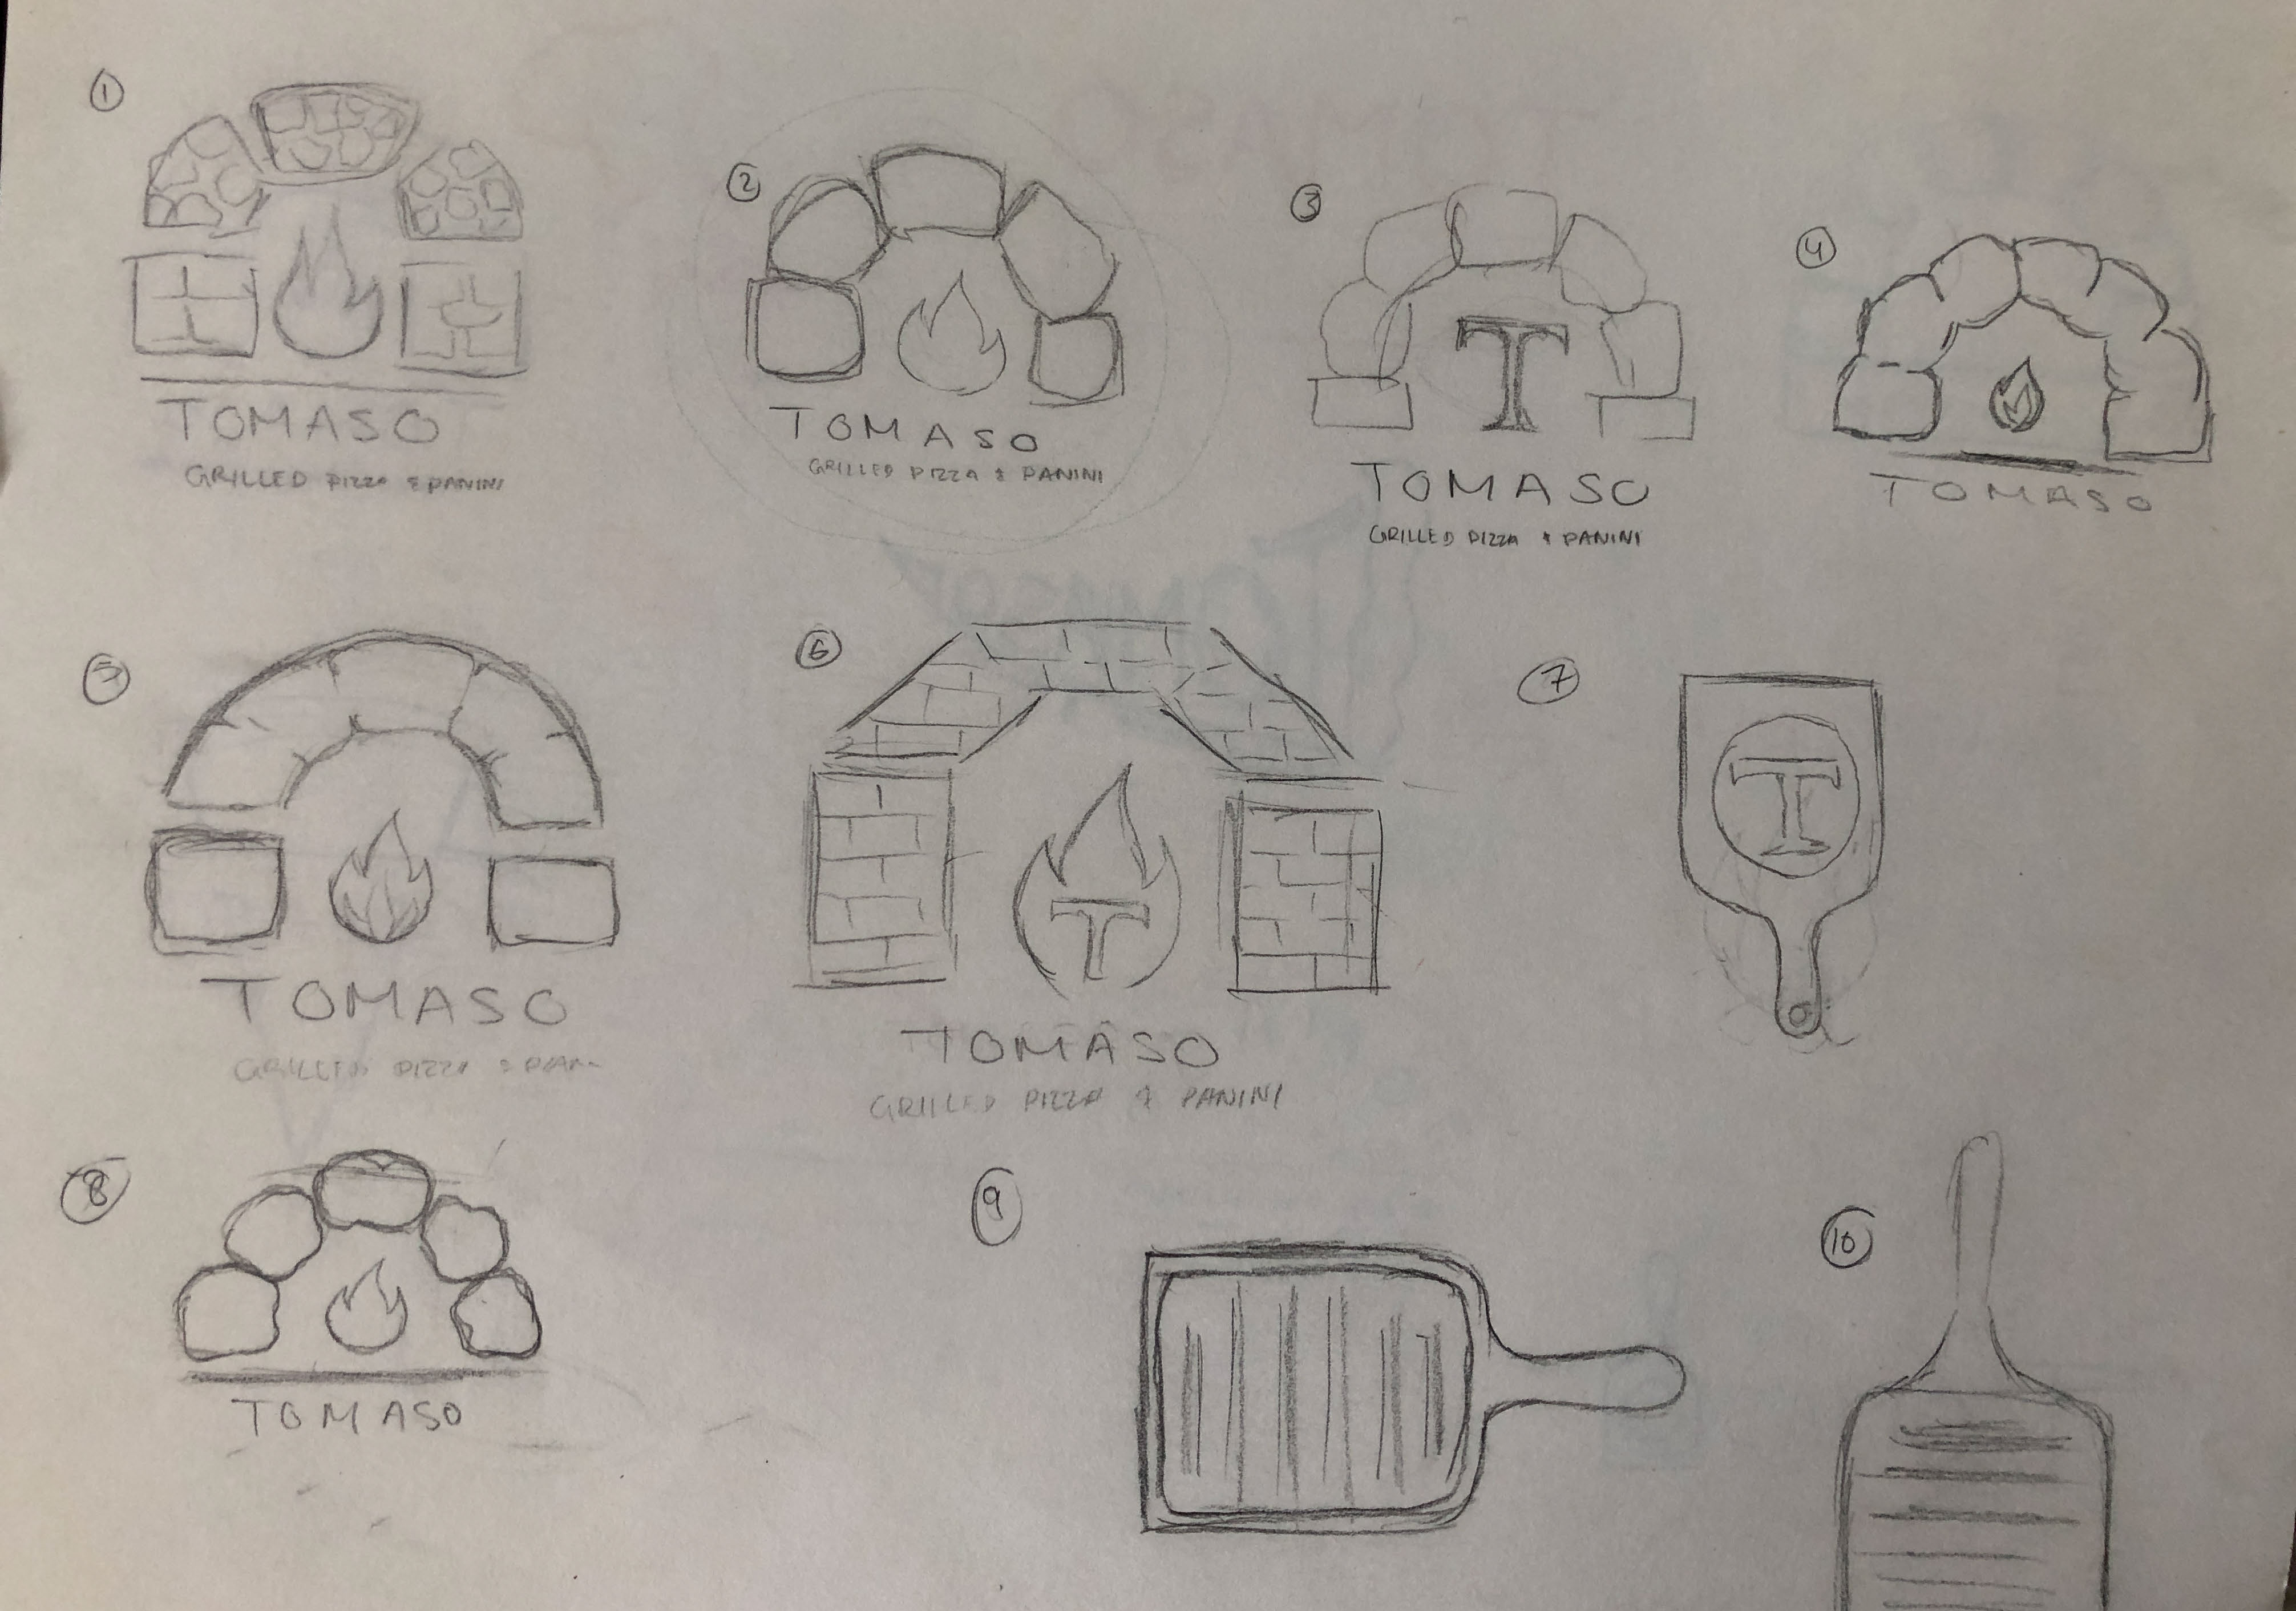 1
TOMASO
GRILLED PIZZA & PANINI
2
TOMASO
GRILLED PIZZA & PANINI
3
T
TOMASO
GRILLED PIZZA & PANINI
4
TOMASO
5
TOMASO
GRILLED PIZZA &
6
T
TOMASO
GRILLED PIZZA & PANINI
7
T
8
TOMASO
9
10